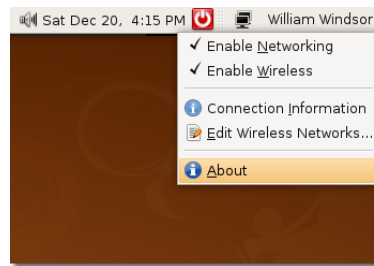 Sat Dec 20, 4:15 PM William Windsor
Enable Networking
Enable Wireless
Connection Information
Edit Wireless Networks...
About